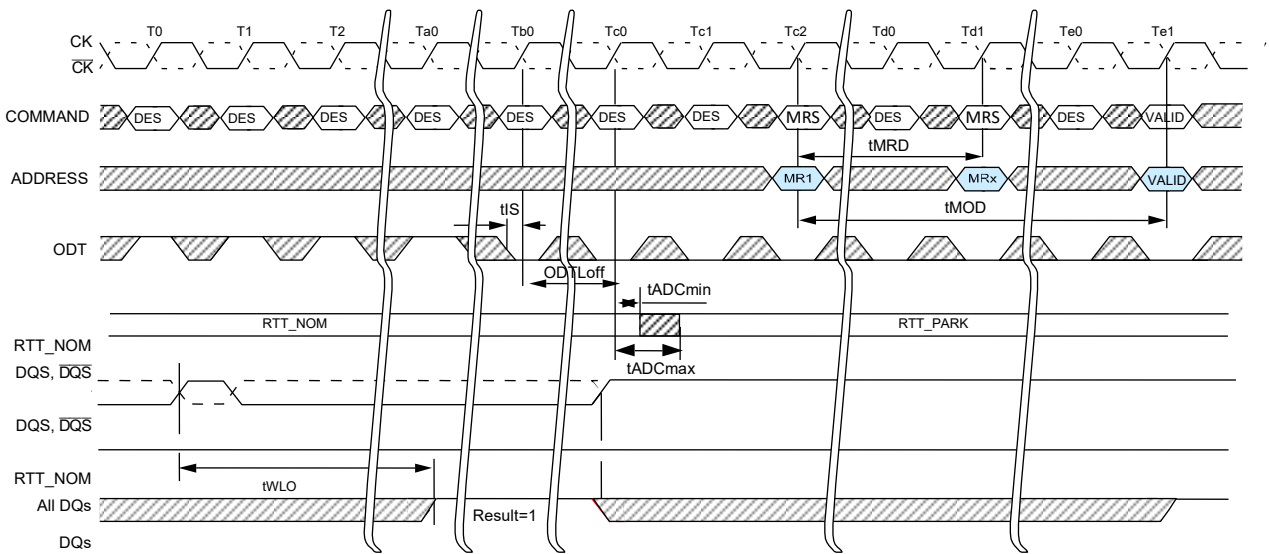 T0 T1 T2 Ta0 Tb0 Tc0 Tc1 Tc2 Td0 Td1 Te0 Te1
CK
CK
COMMAND DES DES DES DES DES DES DES MRS DES MRS DES VALID
tMRD
ADDRESS MR1 MRx VALID
tIS tMOD
ODT
ODTLoff
tADCmin
RTT_NOM RTT_PARK
RTT_NOM
tADCmax
DQS, DQS
DQS, DQS
RTT_NOM
tWLO
All DQs Result=1
DQs